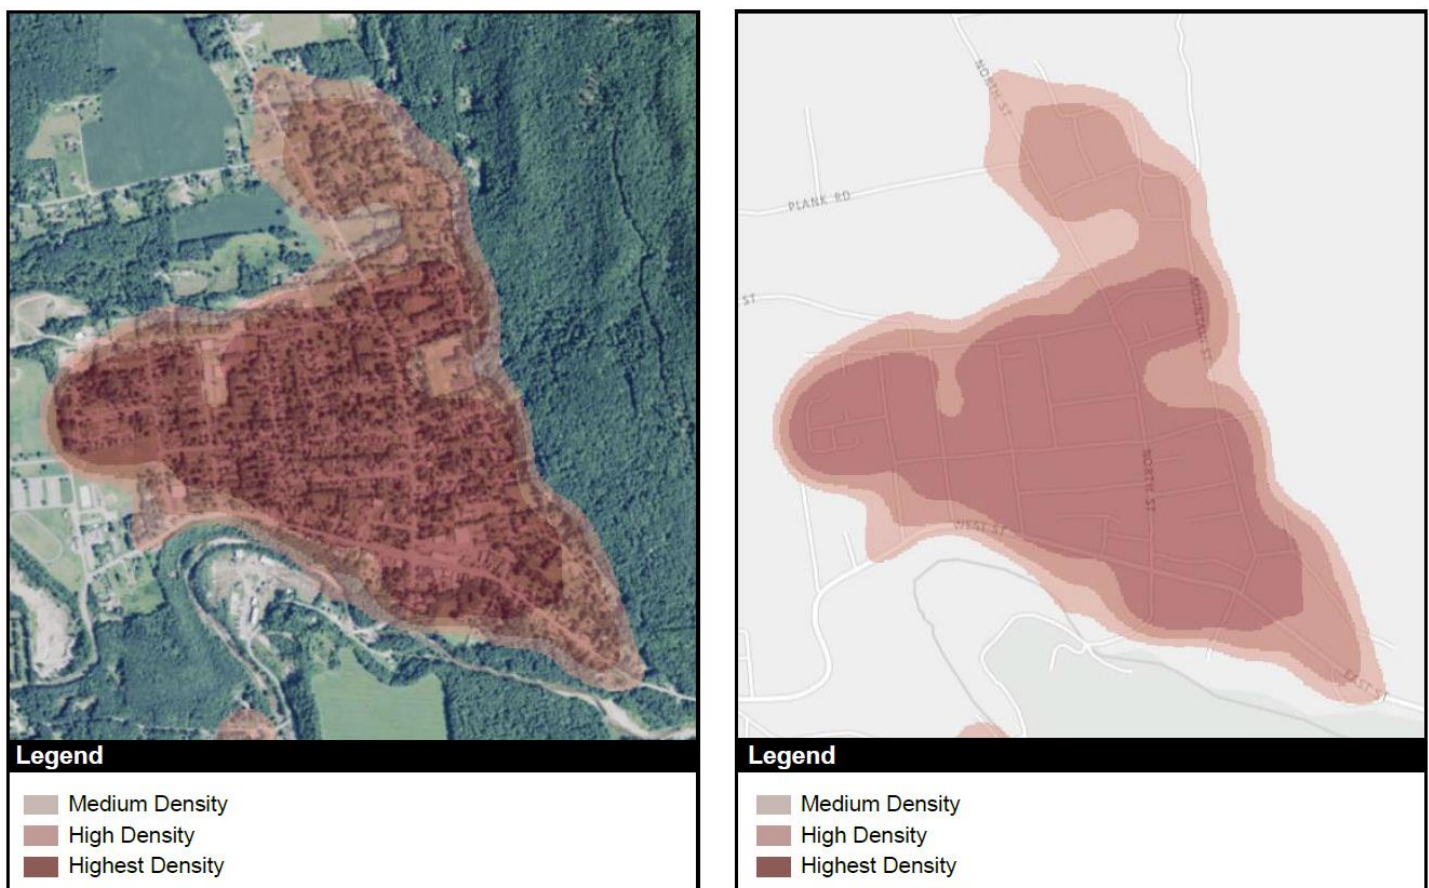 NORTH ST
PLANK RD
ST
MOUNTAIN ST
NORTH ST
WEST ST
EAST ST
Legend
Medium Density
High Density
Highest Density
Legend
Medium Density
High Density
Highest Density